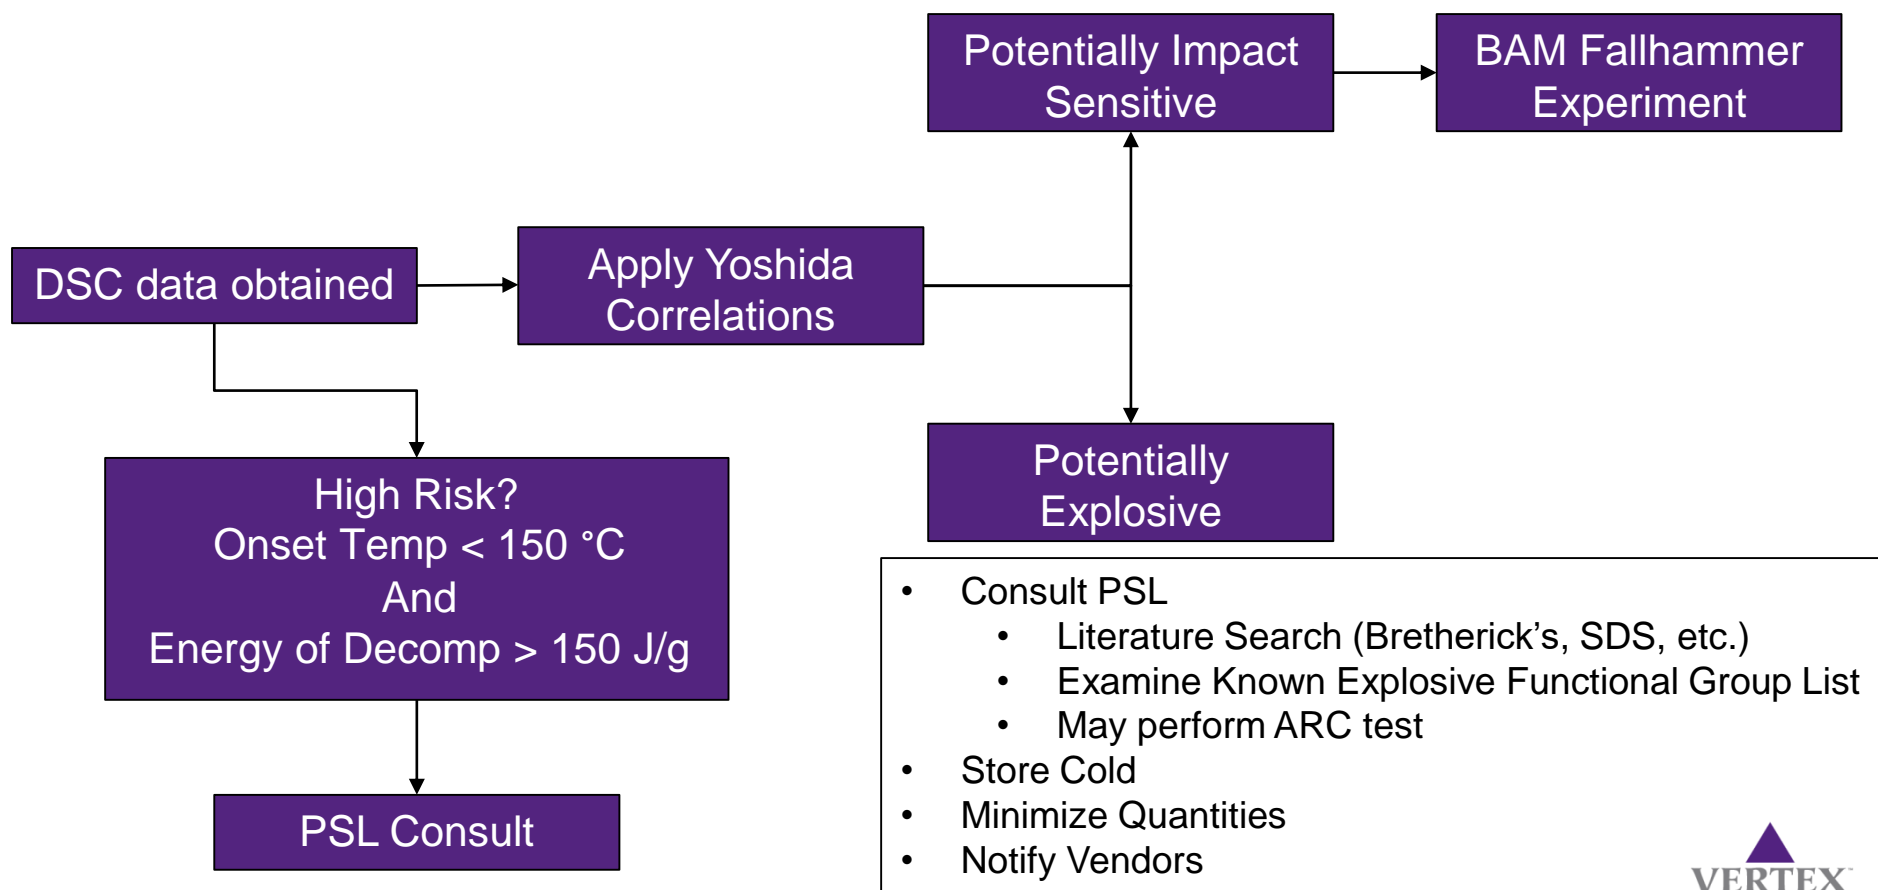 Potentially Impact
Sensitive
BAM Fallhammer
Experiment
DSC data obtained
Apply Yoshida
Correlations
High Risk?
Onset Temp < 150 °C
And
Energy of Decomp > 150 J/g
PSL Consult
Potentially
Explosive
• Consult PSL
• Literature Search (Bretherick’s, SDS, etc.)
• Examine Known Explosive Functional Group List
• May perform ARC test
• Store Cold
• Minimize Quantities
• Notify Vendors
VERTEX™